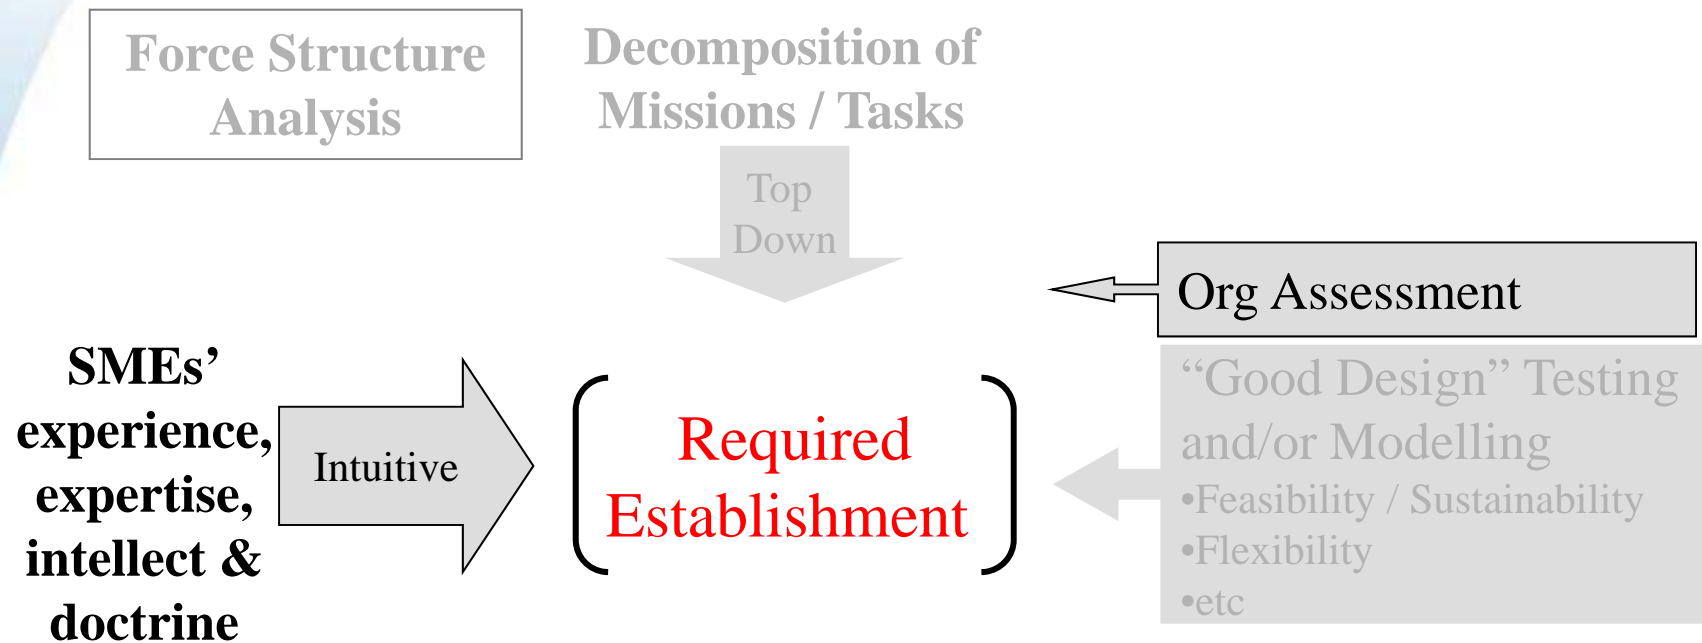 Force Structure
Analysis
Decomposition of
Missions / Tasks
Top
Down
Org Assessment
SMEs’
experience,
expertise,
intellect &
doctrine
Intuitive
Required
Establishment
“Good Design” Testing
and/or Modelling
•Feasibility / Sustainability
•Flexibility
•etc